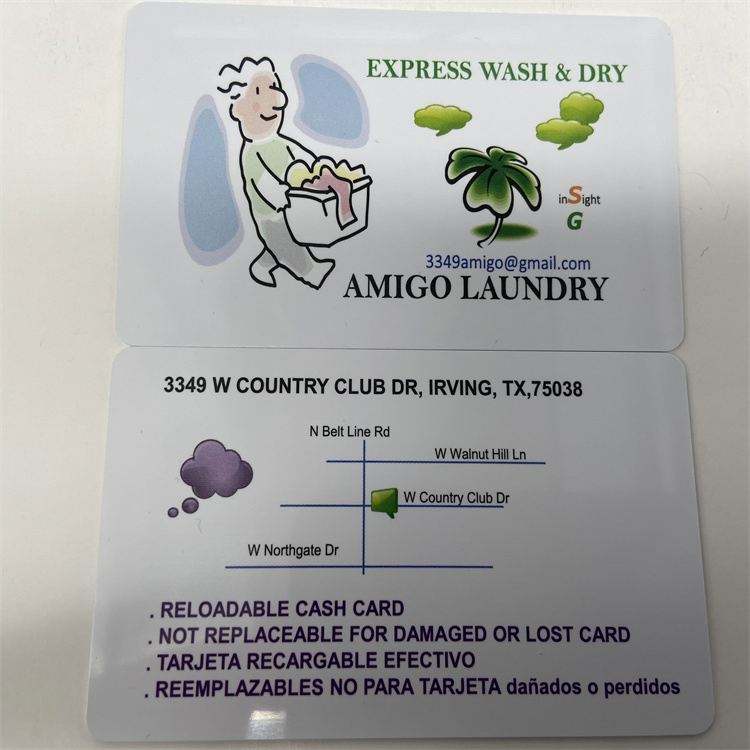 EXPRESS WASH & DRY
inSight
G
3349amigo@gmail.com
AMIGO LAUNDRY
3349 W COUNTRY CLUB DR, IRVING, TX,75038
N Belt Line Rd
W Walnut Hill Ln
W Country Club Dr
W Northgate Dr
. RELOADABLE CASH CARD
. NOT REPLACEABLE FOR DAMAGED OR LOST CARD
. TARJETA RECARGABLE EFECTIVO
. REEMPLAZABLES NO PARA TARJETA dañados o perdidos